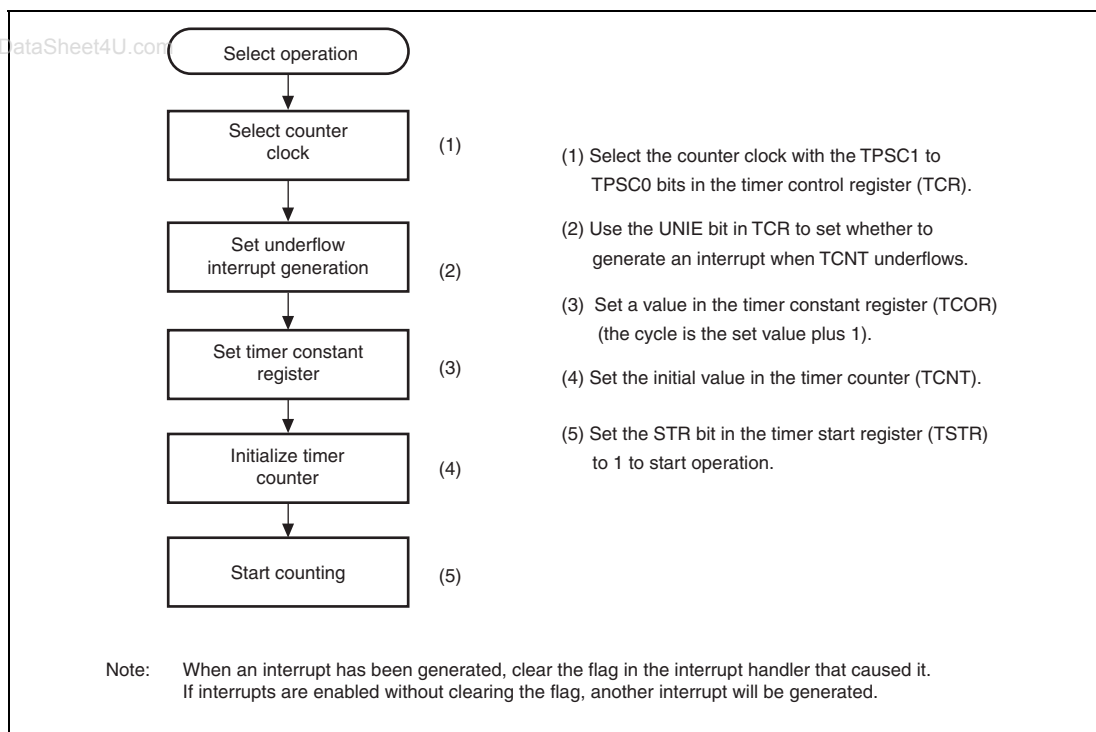 DataSheet4U.com
Select operation
Select counter
clock
(1)
Set underflow
interrupt generation
(2)
Set timer constant
register
(3)
Initialize timer
counter
(4)
Start counting
(5)
(1) Select the counter clock with the TPSC1 to
TPSC0 bits in the timer control register (TCR).
(2) Use the UNIE bit in TCR to set whether to
generate an interrupt when TCNT underflows.
(3) Set a value in the timer constant register (TCOR)
(the cycle is the set value plus 1).
(4) Set the initial value in the timer counter (TCNT).
(5) Set the STR bit in the timer start register (TSTR)
to 1 to start operation.
Note: When an interrupt has been generated, clear the flag in the interrupt handler that caused it.
If interrupts are enabled without clearing the flag, another interrupt will be generated.